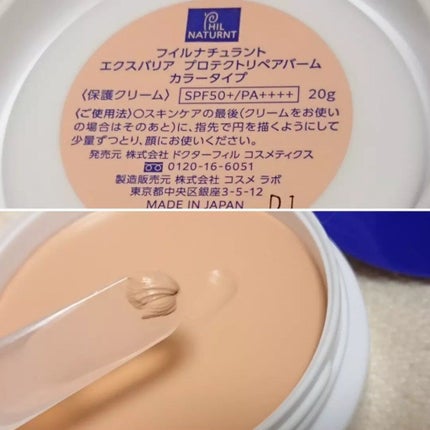 PHIL
NATURNT
フイルナチュラント
エクスバリア プロテクトリペアバーム
カラータイプ
〈保護クリーム〉 SPF50+/PA++++ 20g
〈ご使用法〉○スキンケアの最後(クリームをお使い
の場合はそのあと)に、指先で円を描くようにして
少量ずつとり、顔にお使いください。
発売元 株式会社 ドクターフィル コスメティクス
0120-16-6051
製造販売元 株式会社 コスメ ラボ
東京都中央区銀座3-5-12
MADE IN JAPAN